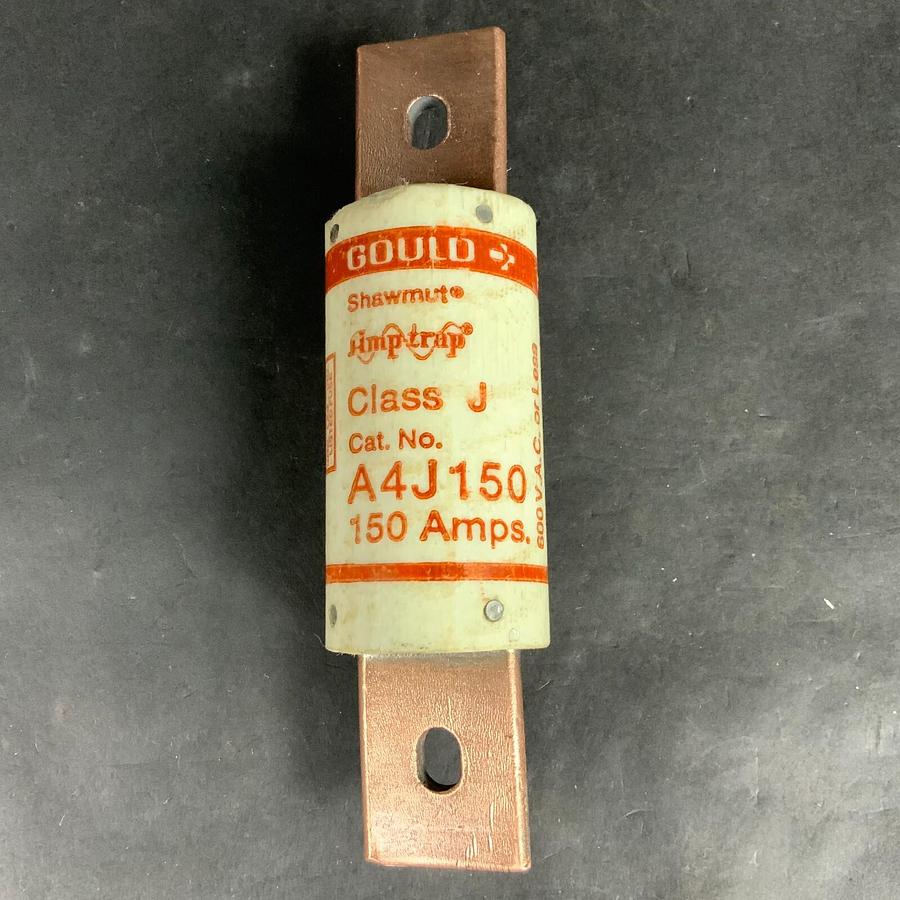 GOULD
Shawmut®
Amp-trap®
Class J
Cat. No.
A4J150
150 Amps.
600 V.A.C. or Less